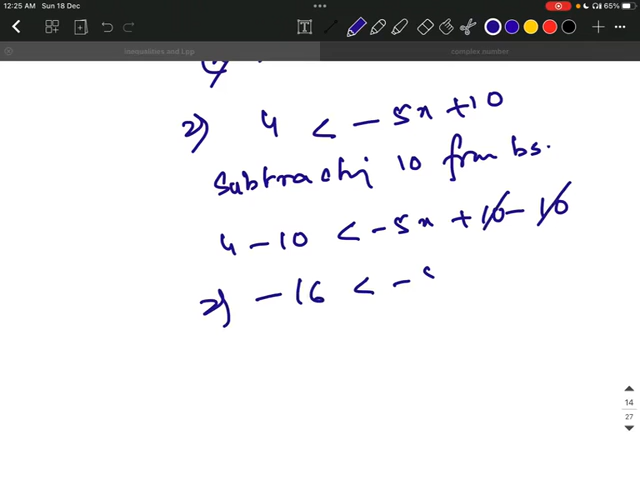 12:25 AM Sun 18 Dec
65%
Inequalities and Lpp
complex number
2) 4 < - 5x + 10
Subtracting 10 from bs.
4 - 10 < - 5x + 10 - 10
2) - 16 < -
14
27